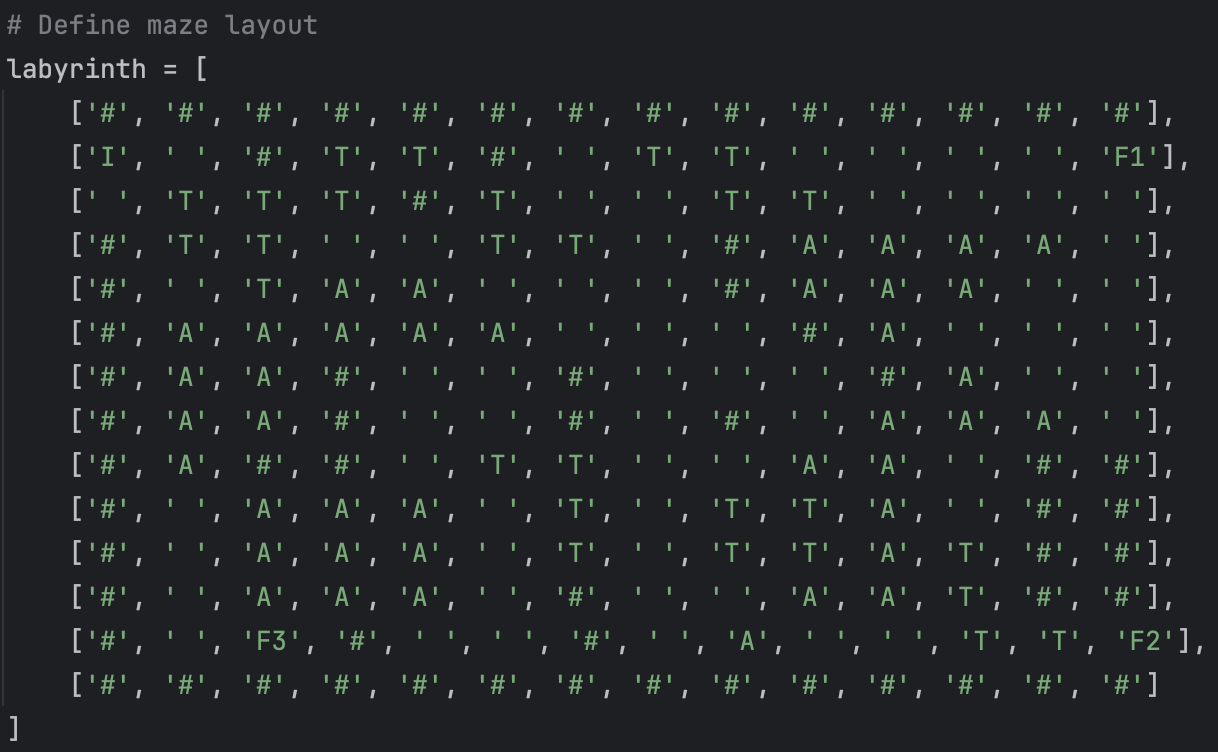 # Define maze layout
labyrinth = [
    ['#', '#', '#', '#', '#', '#', '#', '#', '#', '#', '#', '#', '#', '#'],
    ['I', ' ', '#', 'T', 'T', '#', ' ', 'T', 'T', ' ', ' ', ' ', ' ', 'F1'],
    [' ', 'T', 'T', 'T', '#', 'T', ' ', ' ', 'T', 'T', ' ', ' ', ' ', ' '],
    ['#', 'T', 'T', ' ', ' ', 'T', 'T', ' ', '#', 'A', 'A', 'A', 'A', ' '],
    ['#', ' ', 'T', 'A', 'A', ' ', ' ', ' ', '#', 'A', 'A', 'A', ' ', ' '],
    ['#', 'A', 'A', 'A', 'A', 'A', ' ', ' ', ' ', '#', 'A', ' ', ' ', ' '],
    ['#', 'A', 'A', '#', ' ', ' ', '#', ' ', ' ', ' ', '#', 'A', ' ', ' '],
    ['#', 'A', 'A', '#', ' ', ' ', '#', ' ', '#', ' ', 'A', 'A', 'A', ' '],
    ['#', 'A', '#', '#', ' ', 'T', 'T', ' ', ' ', 'A', 'A', ' ', '#', '#'],
    ['#', ' ', 'A', 'A', 'A', ' ', 'T', ' ', 'T', 'T', 'A', ' ', '#', '#'],
    ['#', ' ', 'A', 'A', 'A', ' ', 'T', ' ', 'T', 'T', 'A', 'T', '#', '#'],
    ['#', ' ', 'A', 'A', 'A', ' ', '#', ' ', ' ', 'A', 'A', 'T', '#', '#'],
    ['#', ' ', 'F3', '#', ' ', ' ', '#', ' ', 'A', ' ', ' ', 'T', 'T', 'F2'],
    ['#', '#', '#', '#', '#', '#', '#', '#', '#', '#', '#', '#', '#', '#']
]